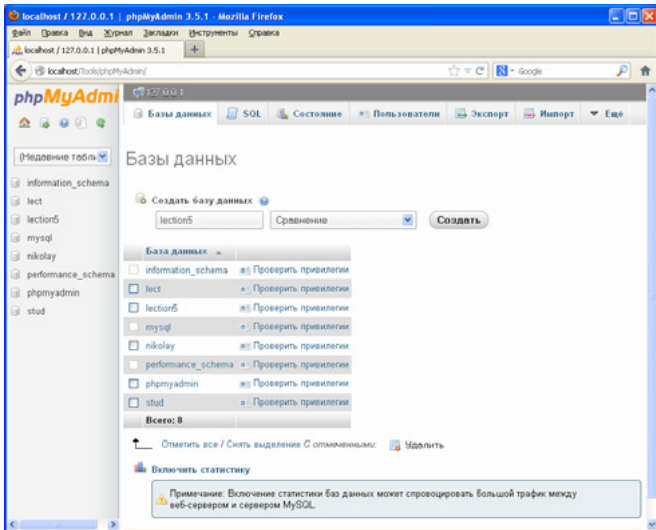 localhost / 127.0.0.1 | phpMyAdmin 3.5.1 - Mozilla Firefox
Файл Правка Вид Журнал Закладки Инструменты Справка
localhost / 127.0.0.1 | phpMyAdmin 3.5.1 +
localhost/Tools/phpMyAdmin/ Google
phpMyAdmi
127.0.0.1
Базы данных SQL Состояние Пользователи Экспорт Импорт Ещё
(Недавние табль
information_schema
lect
lection5
mysql
nikolay
performance_schema
phpmyadmin
stud
Базы данных
Создать базу данных
lection5 Сравнение Создать
База данных
information_schema Проверить привилегии
lect Проверить привилегии
lection5 Проверить привилегии
mysql Проверить привилегии
nikolay Проверить привилегии
performance_schema Проверить привилегии
phpmyadmin Проверить привилегии
stud Проверить привилегии
Всего: 8
Отметить все / Снять выделение С отмеченными: Удалить
Включить статистику
Примечание: Включение статистики баз данных может спровоцировать большой трафик между
веб-сервером и сервером MySQL.